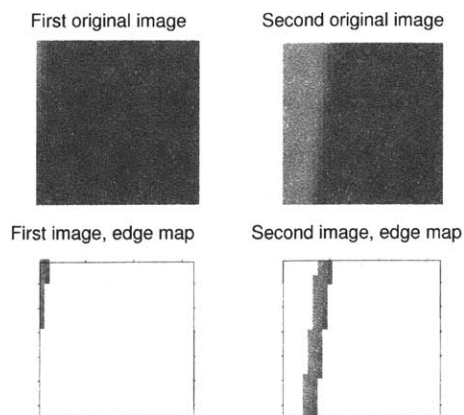 First original image
Second original image
First image, edge map
Second image, edge map